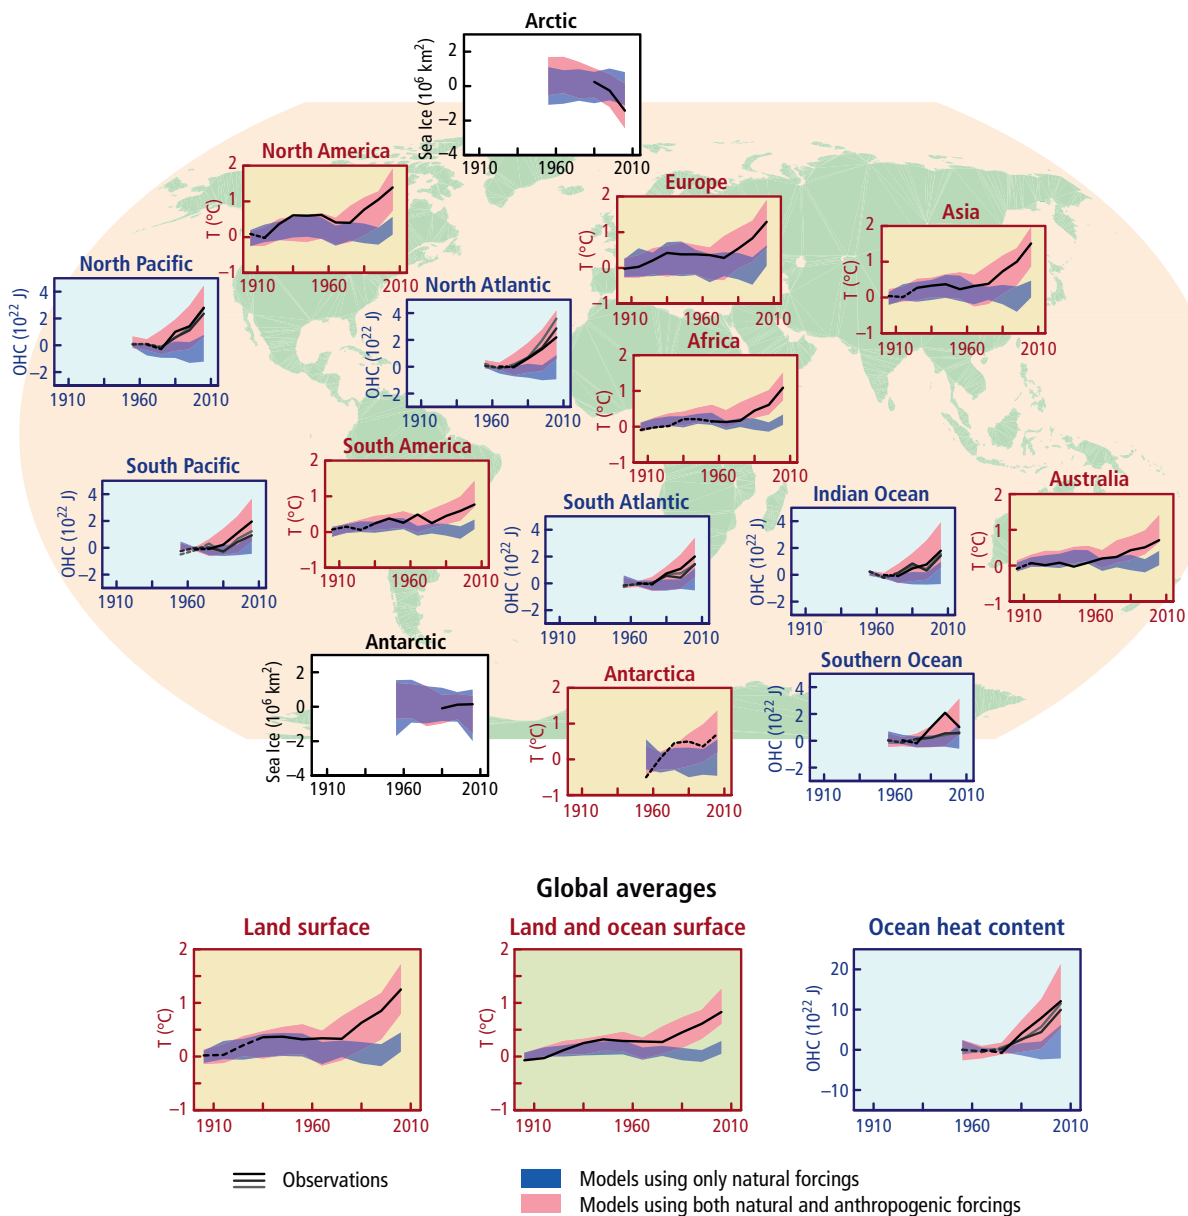 Arctic
Sea Ice (10⁶ km²)
2
0
−2
−4
1910 1960 2010
North America
T (°C)
2
1
0
−1
1910 1960 2010
Europe
T (°C)
2
1
0
−1
1910 1960 2010
Asia
T (°C)
2
1
0
−1
1910 1960 2010
North Pacific
OHC (10²² J)
4
2
0
−2
1910 1960 2010
North Atlantic
OHC (10²² J)
4
2
0
−2
1910 1960 2010
Africa
T (°C)
2
1
0
−1
1910 1960 2010
South Pacific
OHC (10²² J)
4
2
0
−2
1910 1960 2010
South America
T (°C)
2
1
0
−1
1910 1960 2010
South Atlantic
OHC (10²² J)
4
2
0
−2
1910 1960 2010
Indian Ocean
OHC (10²² J)
4
2
0
−2
1910 1960 2010
Australia
T (°C)
2
1
0
−1
1910 1960 2010
Antarctic
Sea Ice (10⁶ km²)
2
0
−2
−4
1910 1960 2010
Antarctica
T (°C)
2
1
0
−1
1910 1960 2010
Southern Ocean
OHC (10²² J)
4
2
0
−2
1910 1960 2010
Global averages
Land surface
T (°C)
2
1
0
−1
1910 1960 2010
Land and ocean surface
T (°C)
2
1
0
−1
1910 1960 2010
Ocean heat content
OHC (10²² J)
20
10
0
−10
1910 1960 2010
Observations
Models using only natural forcings
Models using both natural and anthropogenic forcings